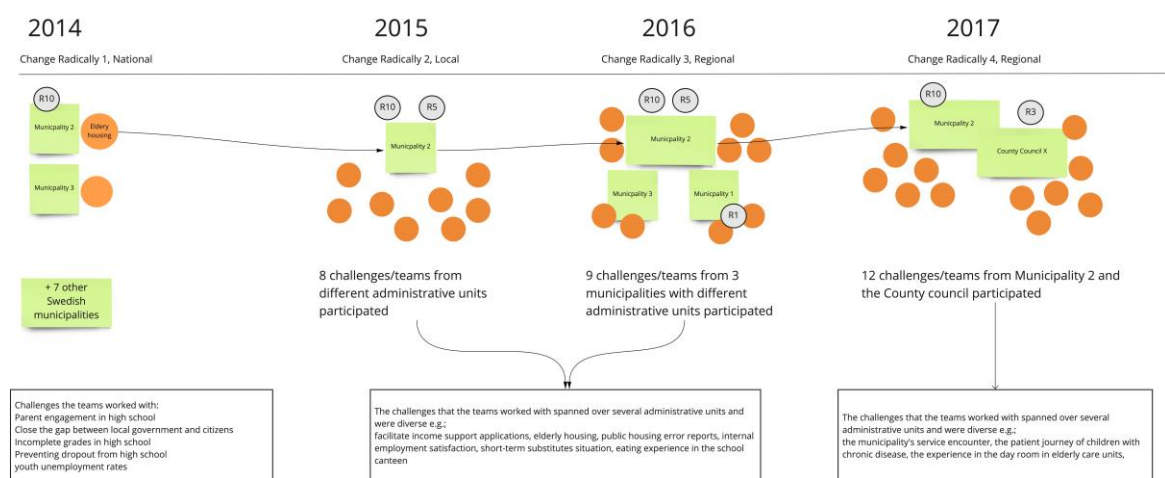 2014
Change Radically 1, National
2015
Change Radically 2, Local
2016
Change Radically 3, Regional
2017
Change Radically 4, Regional
R10
Municpality 2
Eldery
housing
Municpality 3
R10
R5
Municpality 2
R10
R5
Municpality 2
Municpality 3
Municpality 1
R1
R10
R3
Municpality 2
County Council X
+ 7 other
Swedish
municipalities
8 challenges/teams from
different administrative units
participated
9 challenges/teams from 3
municipalities with different
administrative units participated
12 challenges/teams from Municipality 2 and
the County council participated
Challenges the teams worked with:
Parent engagement in high school
Close the gap between local government and citizens
Incomplete grades in high school
Preventing dropout from high school
youth unemployment rates
The challenges that the teams worked with spanned over several administrative units and
were diverse e.g.;
facilitate income support applications, elderly housing, public housing error reports, internal
employment satisfaction, short-term substitutes situation, eating experience in the school
canteen
The challenges that the teams worked with spanned over several
administrative units and were diverse e.g.;
the municipality's service encounter, the patient journey of children with
chronic disease, the experience in the day room in elderly care units,